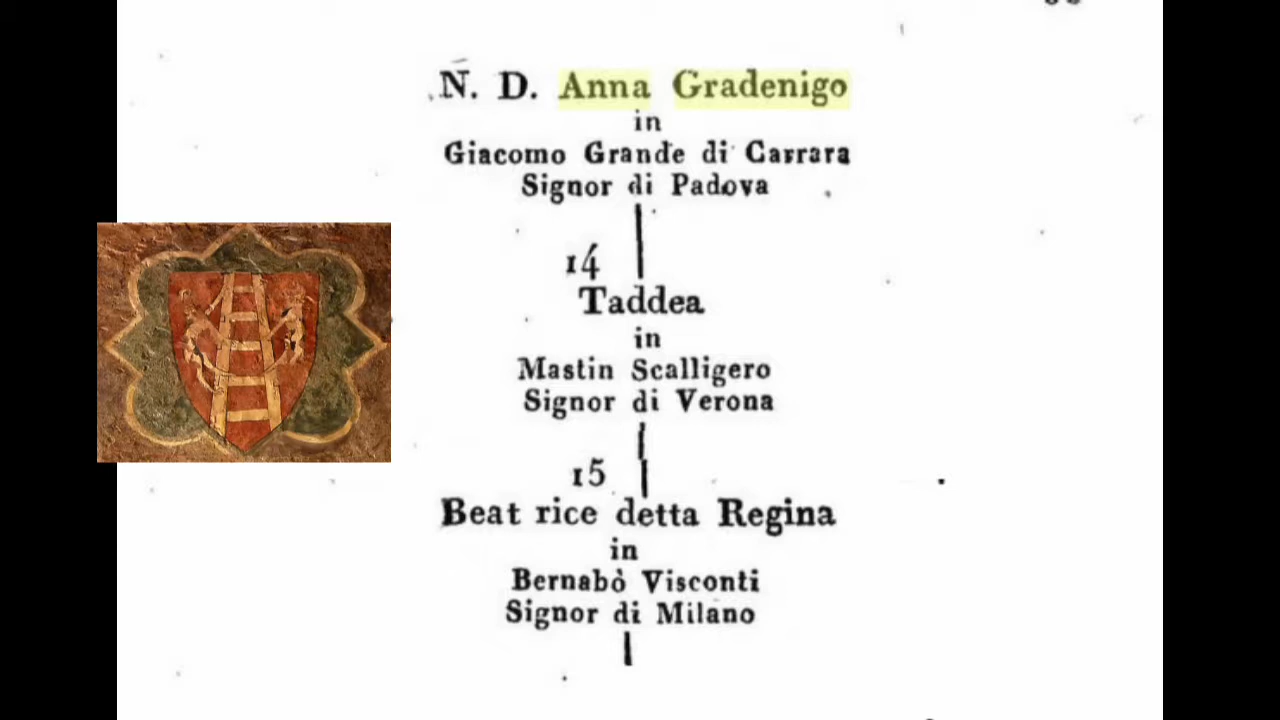 N. D. Anna Gradenigo
in
Giacomo Grande di Carrara
Signor di Padova
14
Taddea
in
Mastin Scalligero
Signor di Verona
15
Beat rice detta Regina
in
Bernabò Visconti
Signor di Milano